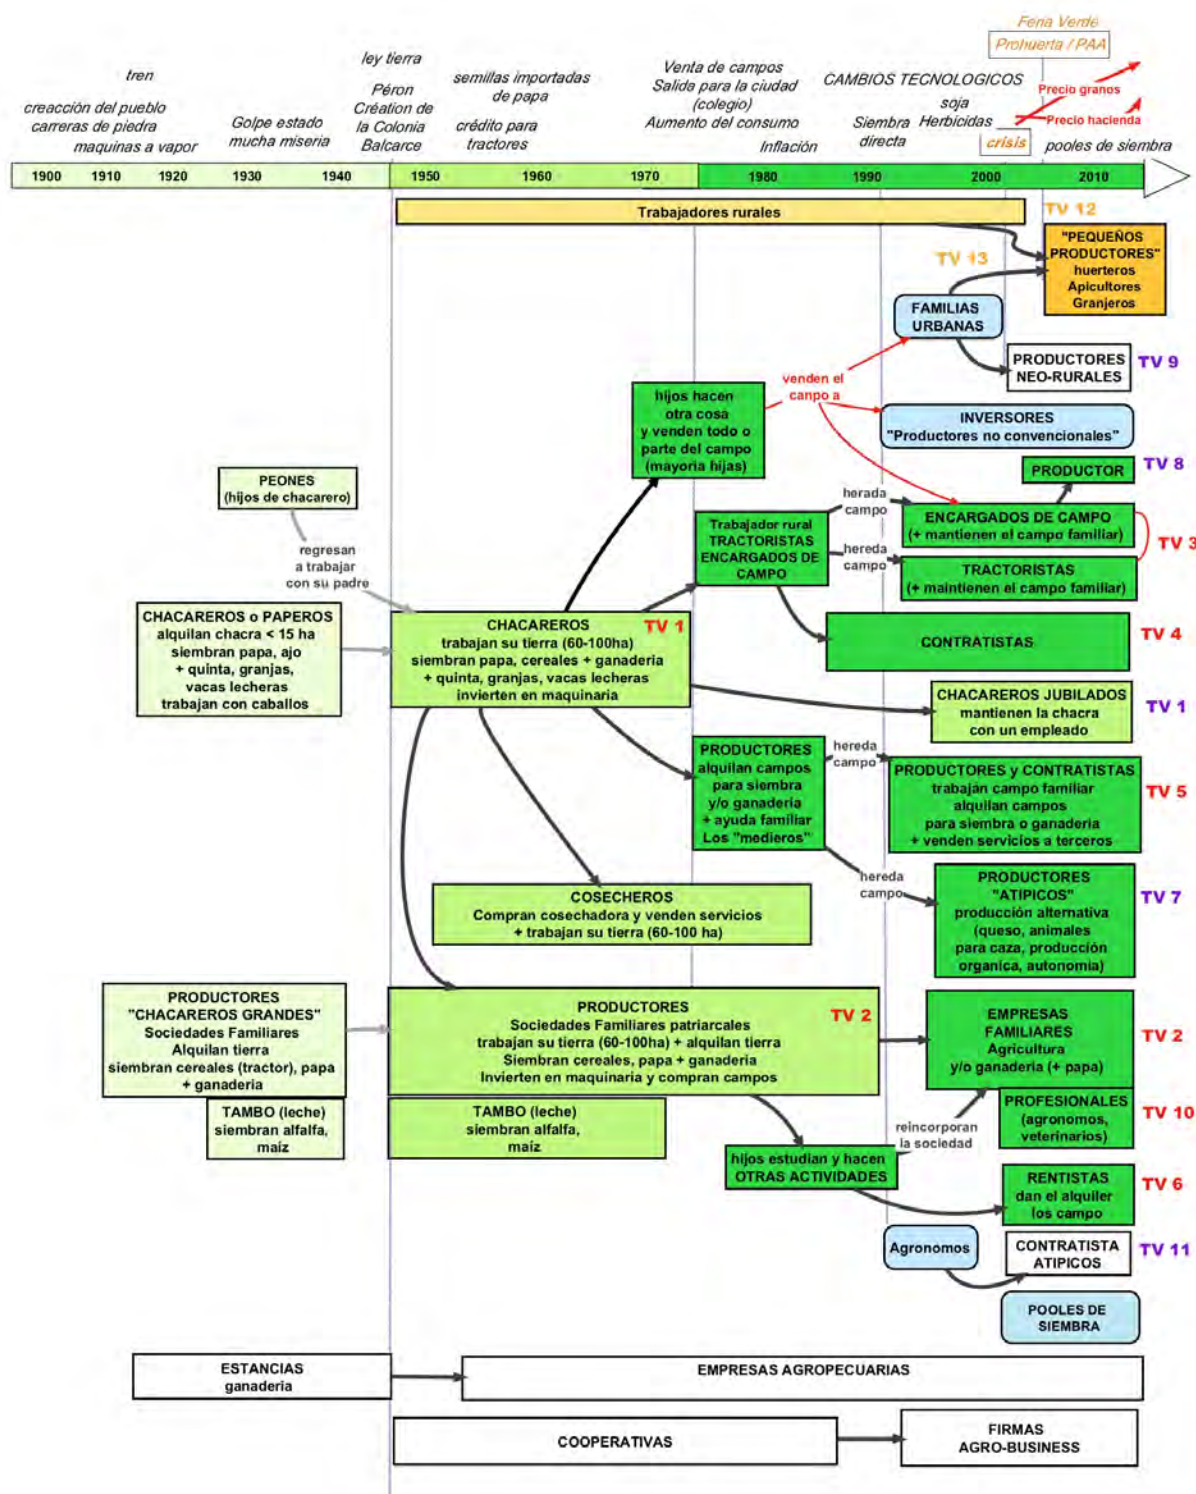 Feria Verde
Prohuerta / PAA
tren
ley tierra
semillas importadas
de papa
Venta de campos
Salida para la ciudad
(colegio)
Aumento del consumo
CAMBIOS TECNOLOGICOS
soja
Herbicidas
Precio granos
Precio hacienda
creacción del pueblo
carreras de piedra
maquinas a vapor
Golpe estado
mucha miseria
Péron
Création de
la Colonia
Balcarce
crédito para
tractores
Inflación
Siembra
directa
crisis
pooles de siembra
1900 1910 1920 1930 1940 1950 1960 1970 1980 1990 2000 2010
Trabajadores rurales
TV 12
"PEQUEÑOS
PRODUCTORES"
huerteros
Apicultores
Granjeros
TV 13
FAMILIAS
URBANAS
PRODUCTORES
NEO-RURALES
TV 9
venden el
canpo a
hijos hacen
otra cosa
y venden todo o
parte del campo
(mayoria hijas)
INVERSORES
"Productores no convencionales"
PRODUCTOR
TV 8
PEONES
(hijos de chacarero)
regresan
a trabajar
con su padre
Trabajador rural
TRACTORISTAS
ENCARGADOS DE
CAMPO
herada
campo
ENCARGADOS DE CAMPO
(+ mantienen el campo familiar)
hereda
campo
TRACTORISTAS
(+ maintienen el campo familiar)
TV 3
CHACAREROS o PAPEROS
alquilan chacra < 15 ha
siembran papa, ajo
+ quinta, granjas,
vacas lecheras
trabajan con caballos
CHACAREROS
TV 1
trabajan su tierra (60-100ha)
siembran papa, cereales + ganaderia
+ quinta, granjas, vacas lecheras
invierten en maquinaria
CONTRATISTAS
TV 4
CHACAREROS JUBILADOS
mantienen la chacra
con un empleado
TV 1
PRODUCTORES
alquilan campos
para siembra
y/o ganaderia
+ ayuda familiar
Los "medieros"
hereda
campo
PRODUCTORES y CONTRATISTAS
trabaján campo familiar
alquilan campos
para siembra o ganaderia
+ venden servicios a terceros
TV 5
hereda
campo
PRODUCTORES
"ATIPICOS"
producción alternativa
(queso, animales
para caza, producción
organica, autonomia)
TV 7
COSECHEROS
Compran cosechadora y venden servicios
+ trabajan su tierra (60-100 ha)
PRODUCTORES
"CHACAREROS GRANDES"
Sociedades Familiares
Alquilan tierra
siembran cereales (tractor), papa
+ ganaderia
PRODUCTORES
TV 2
Sociedades Familiares patriarcales
trabajan su tierra (60-100ha) + alquilan tierra
Siembran cereales, papa + ganaderia
Invierten en maquinaria y compran campos
EMPRESAS
FAMILIARES
Agricultura
y/o ganaderia (+ papa)
TV 2
TAMBO (leche)
siembran alfalfa,
maiz
TAMBO (leche)
siembran alfalfa,
maiz
PROFESIONALES
(agronomos,
veterinarios)
TV 10
reincorporan
la sociedad
hijos estudian y hacen
OTRAS ACTIVIDADES
RENTISTAS
dan el alquiler
los campo
TV 6
Agronomos
CONTRATISTA
ATIPICOS
TV 11
POOLES DE
SIEMBRA
ESTANCIAS
ganaderia
EMPRESAS AGROPECUARIAS
COOPERATIVAS
FIRMAS
AGRO-BUSINESS